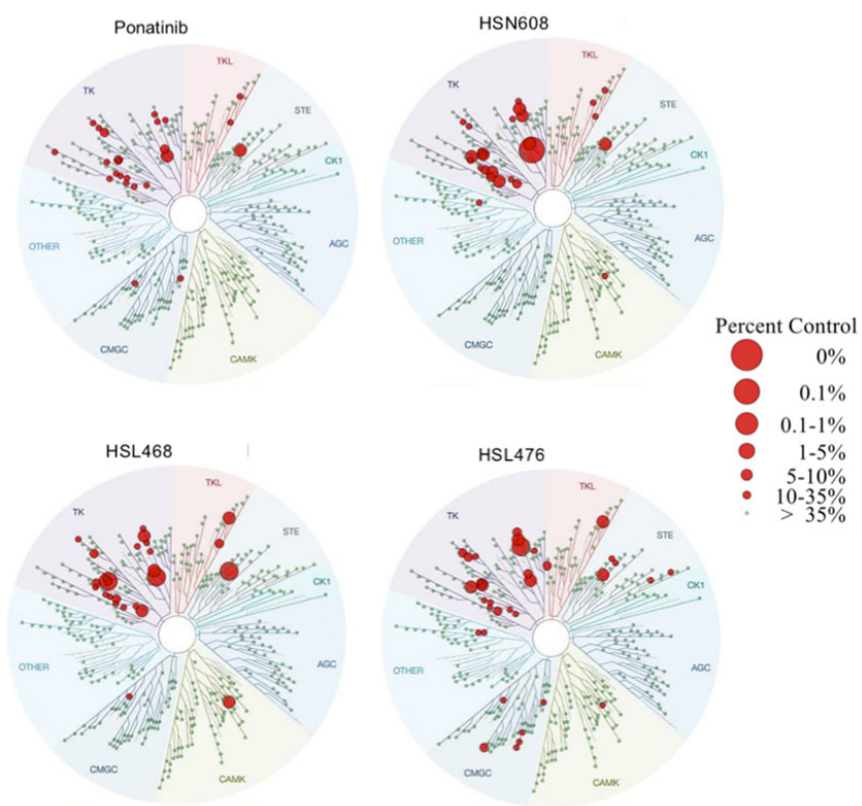 Ponatinib
HSN608
TKL
TK
STE
CK1
AGC
OTHER
CMGC
CAMK
TKL
TK
STE
CK1
AGC
OTHER
CMGC
CAMK
Percent Control
0%
0.1%
0.1-1%
1-5%
5-10%
10-35%
> 35%
HSL468
HSL476
TKL
TK
STE
CK1
AGC
OTHER
CMGC
CAMK
TKL
TK
STE
CK1
AGC
OTHER
CMGC
CAMK